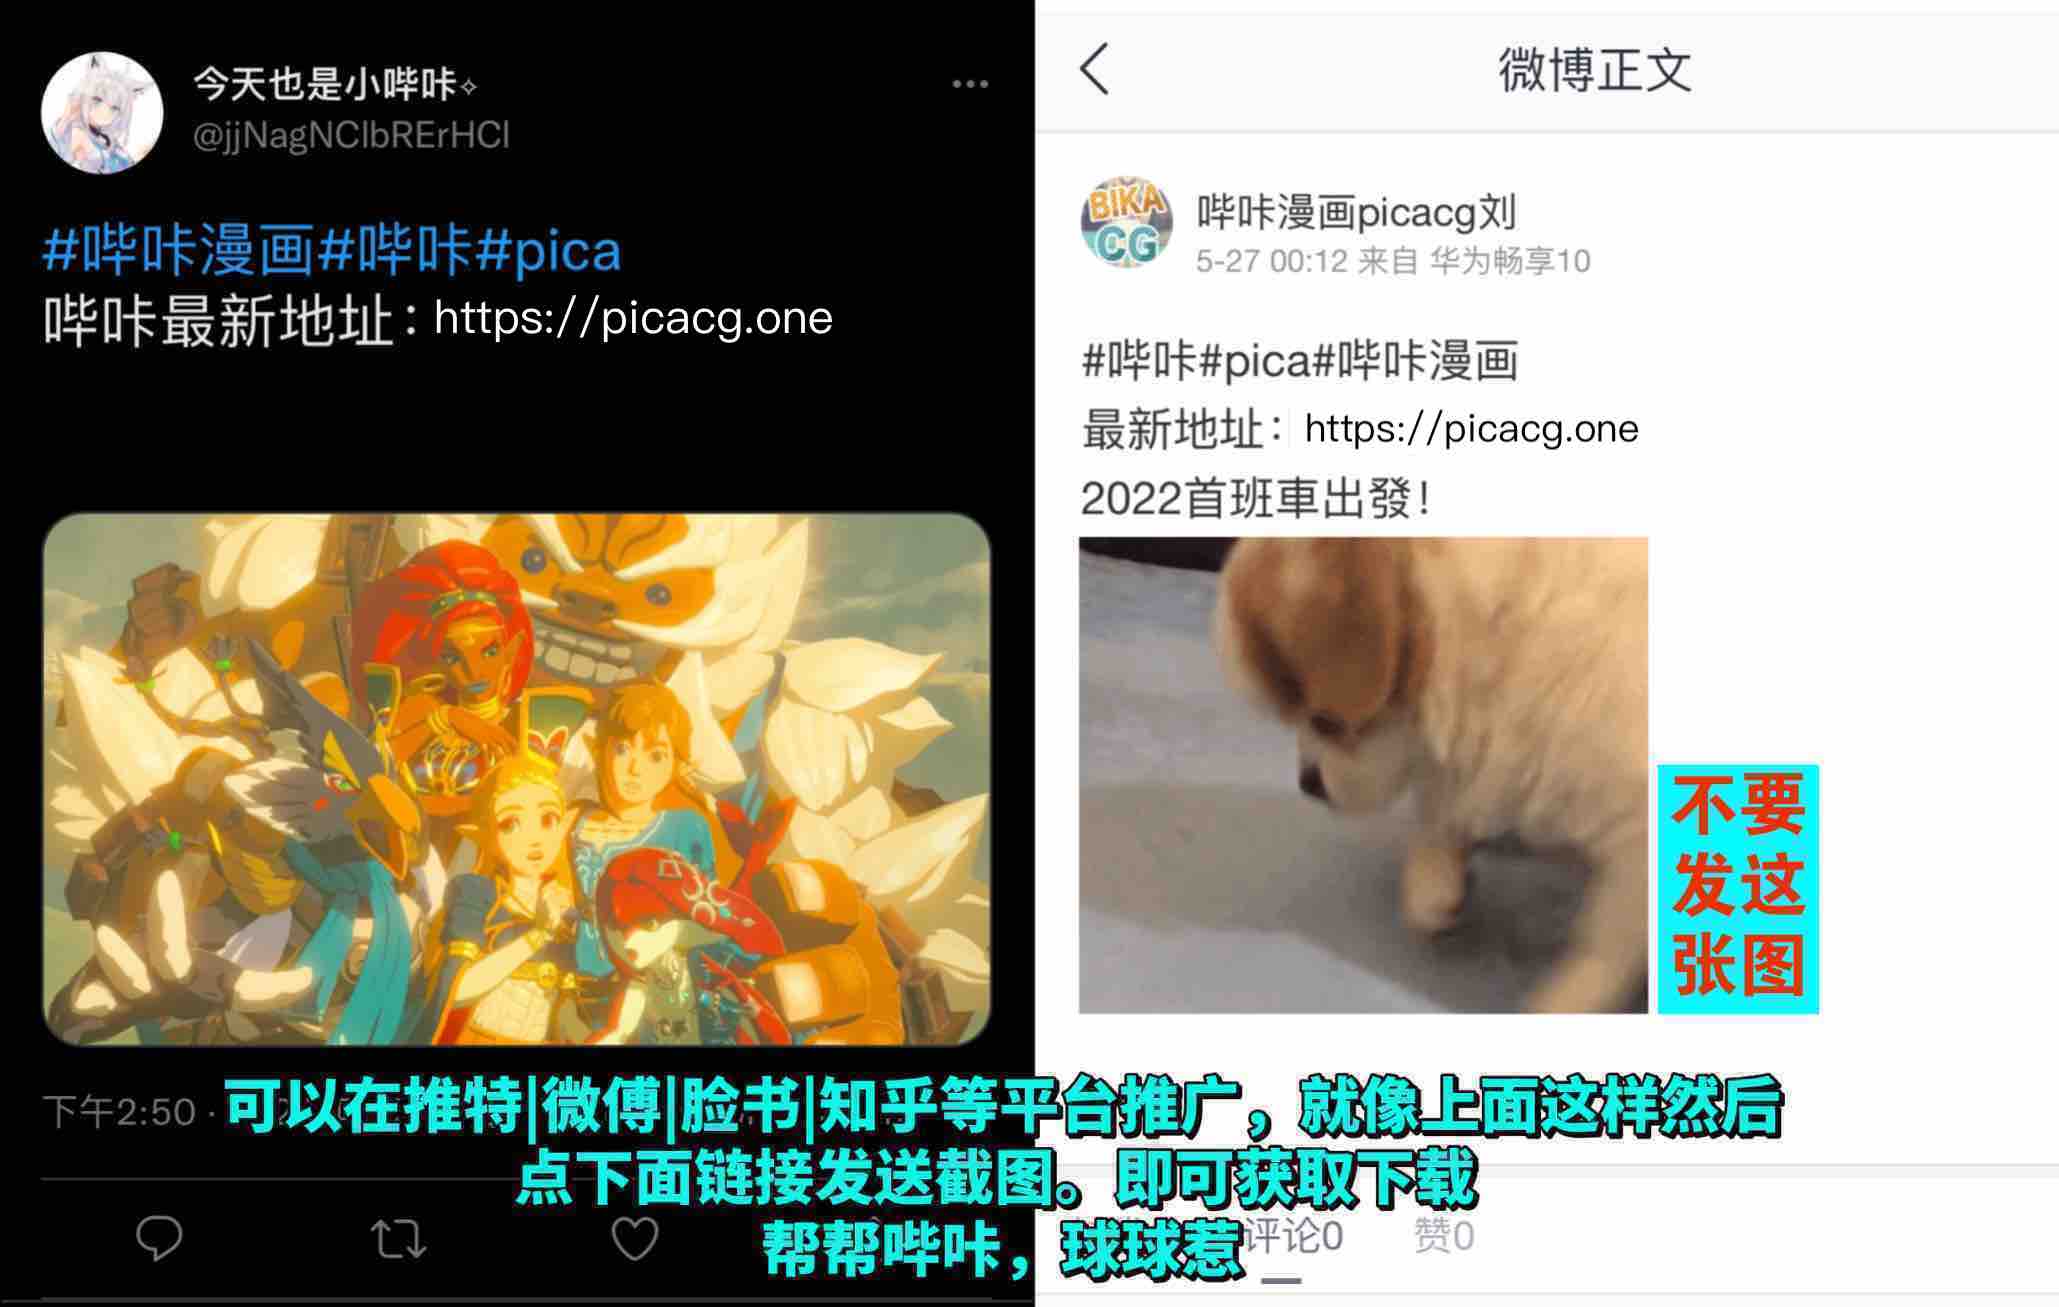 今天也是小哔咔✧
@jjNagNClbRErHCl
#哔咔漫画#哔咔#pica
哔咔最新地址：https://picacg.one
下午2:50 ·
微博正文
BIKA
CG
哔咔漫画picacg刘
5-27 00:12 来自 华为畅享10
#哔咔#pica#哔咔漫画
最新地址： https://picacg.one
2022首班車出發！
不要
发这
张图
评论0
赞0
可以在推特|微傅|脸书|知乎等平台推广，就像上面这样然后
点下面链接发送截图。即可获取下载
帮帮哔咔，球球惹